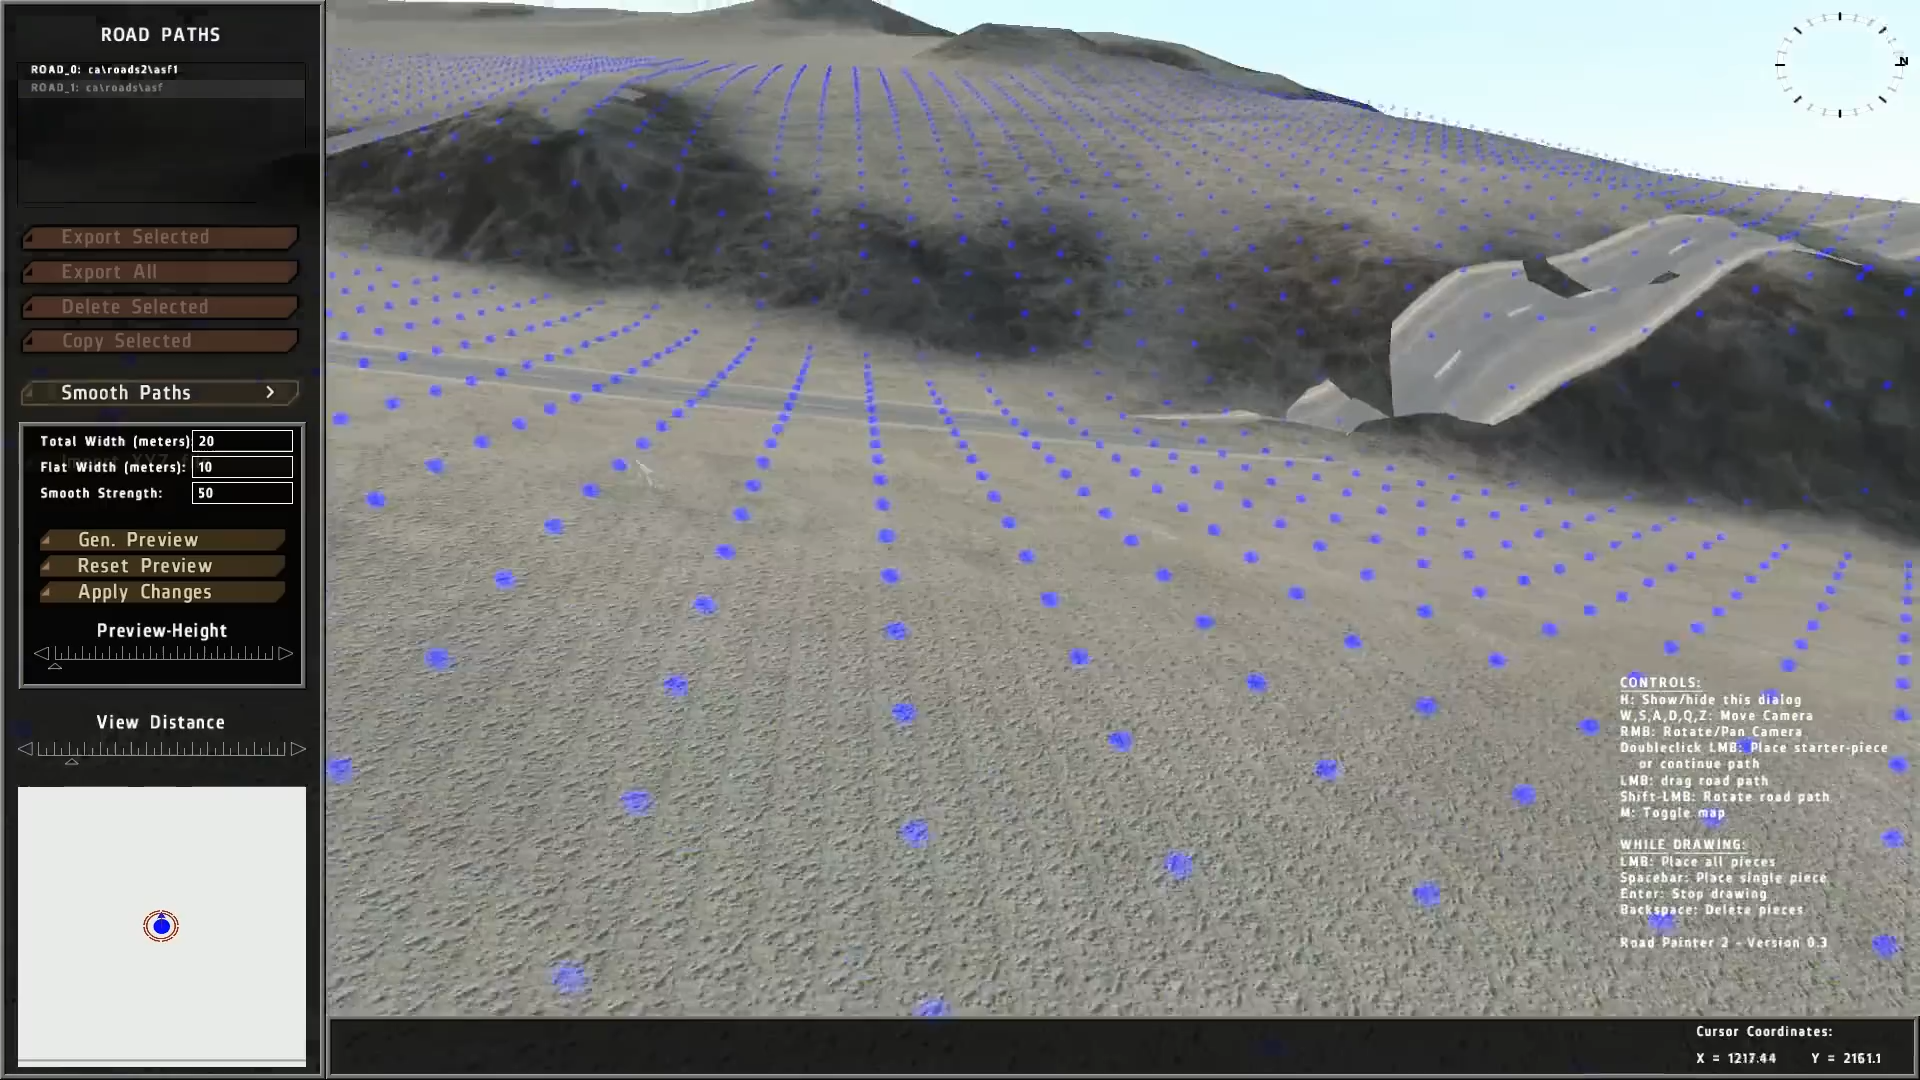 ROAD PATHS
ROAD_0: ca\roads2\asf1
ROAD_1: ca\roads\asf
Export Selected
Export All
Delete Selected
Copy Selected
Smooth Paths >
Total Width (meters) 20
Flat Width (meters): 10
Smooth Strength: 50
Gen. Preview
Reset Preview
Apply Changes
Preview-Height
View Distance
N
CONTROLS:
H: Show/hide this dialog
W,S,A,D,Q,Z: Move Camera
RMB: Rotate/Pan Camera
Doubleclick LMB: Place starter-piece
or continue path
LMB: drag road path
Shift-LMB: Rotate road path
M: Toggle map
WHILE DRAWING:
LMB: Place all pieces
Spacebar: Place single piece
Enter: Stop drawing
Backspace: Delete pieces
Road Painter 2 - Version 0.3
Cursor Coordinates:
X = 1217.44 Y = 2161.1